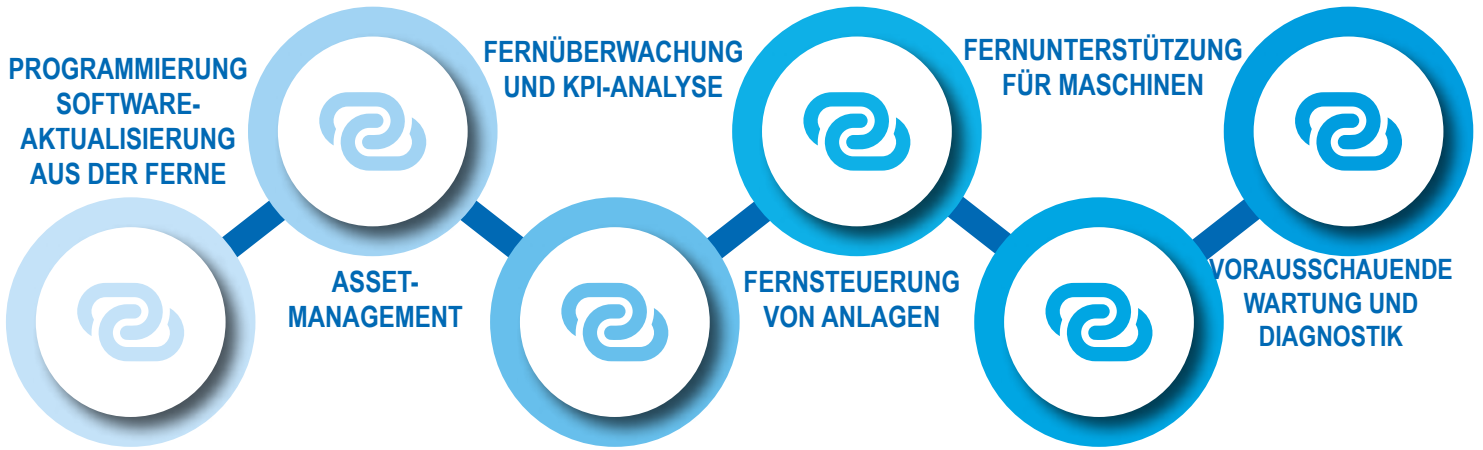 PROGRAMMIERUNG
SOFTWARE-
AKTUALISIERUNG
AUS DER FERNE
ASSET-
MANAGEMENT
FERNÜBERWACHUNG
UND KPI-ANALYSE
FERNSTEUERUNG
VON ANLAGEN
FERNUNTERSTÜTZUNG
FÜR MASCHINEN
VORAUSSCHAUENDE
WARTUNG UND
DIAGNOSTIK